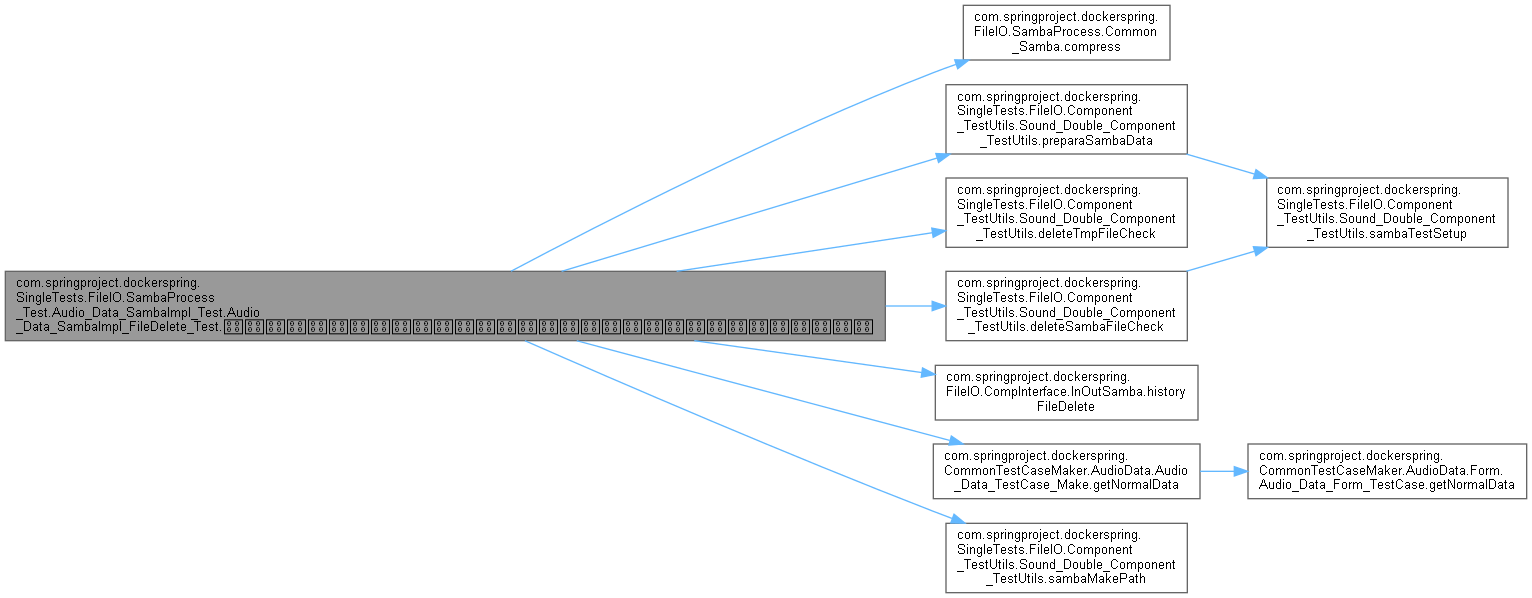 com.springproject.dockerspring.
FileIO.SambaProcess.Common
_Samba.compress
com.springproject.dockerspring.
SingleTests.FileIO.Component
_TestUtils.Sound_Double_Component
_TestUtils.preparaSambaData
com.springproject.dockerspring.
SingleTests.FileIO.Component
_TestUtils.Sound_Double_Component
_TestUtils.deleteTmpFileCheck
com.springproject.dockerspring.
SingleTests.FileIO.Component
_TestUtils.Sound_Double_Component
_TestUtils.sambaTestSetup
com.springproject.dockerspring.
SingleTests.FileIO.SambaProcess
_Test.Audio_Data_SambaImpl_Test.Audio
_Data_SambaImpl_FileDelete_Test.
com.springproject.dockerspring.
SingleTests.FileIO.Component
_TestUtils.Sound_Double_Component
_TestUtils.deleteSambaFileCheck
com.springproject.dockerspring.
FileIO.CompInterface.InOutSamba.history
FileDelete
com.springproject.dockerspring.
CommonTestCaseMaker.AudioData.Audio
_Data_TestCase_Make.getNormalData
com.springproject.dockerspring.
CommonTestCaseMaker.AudioData.Form.
Audio_Data_Form_TestCase.getNormalData
com.springproject.dockerspring.
SingleTests.FileIO.Component
_TestUtils.Sound_Double_Component
_TestUtils.sambaMakePath